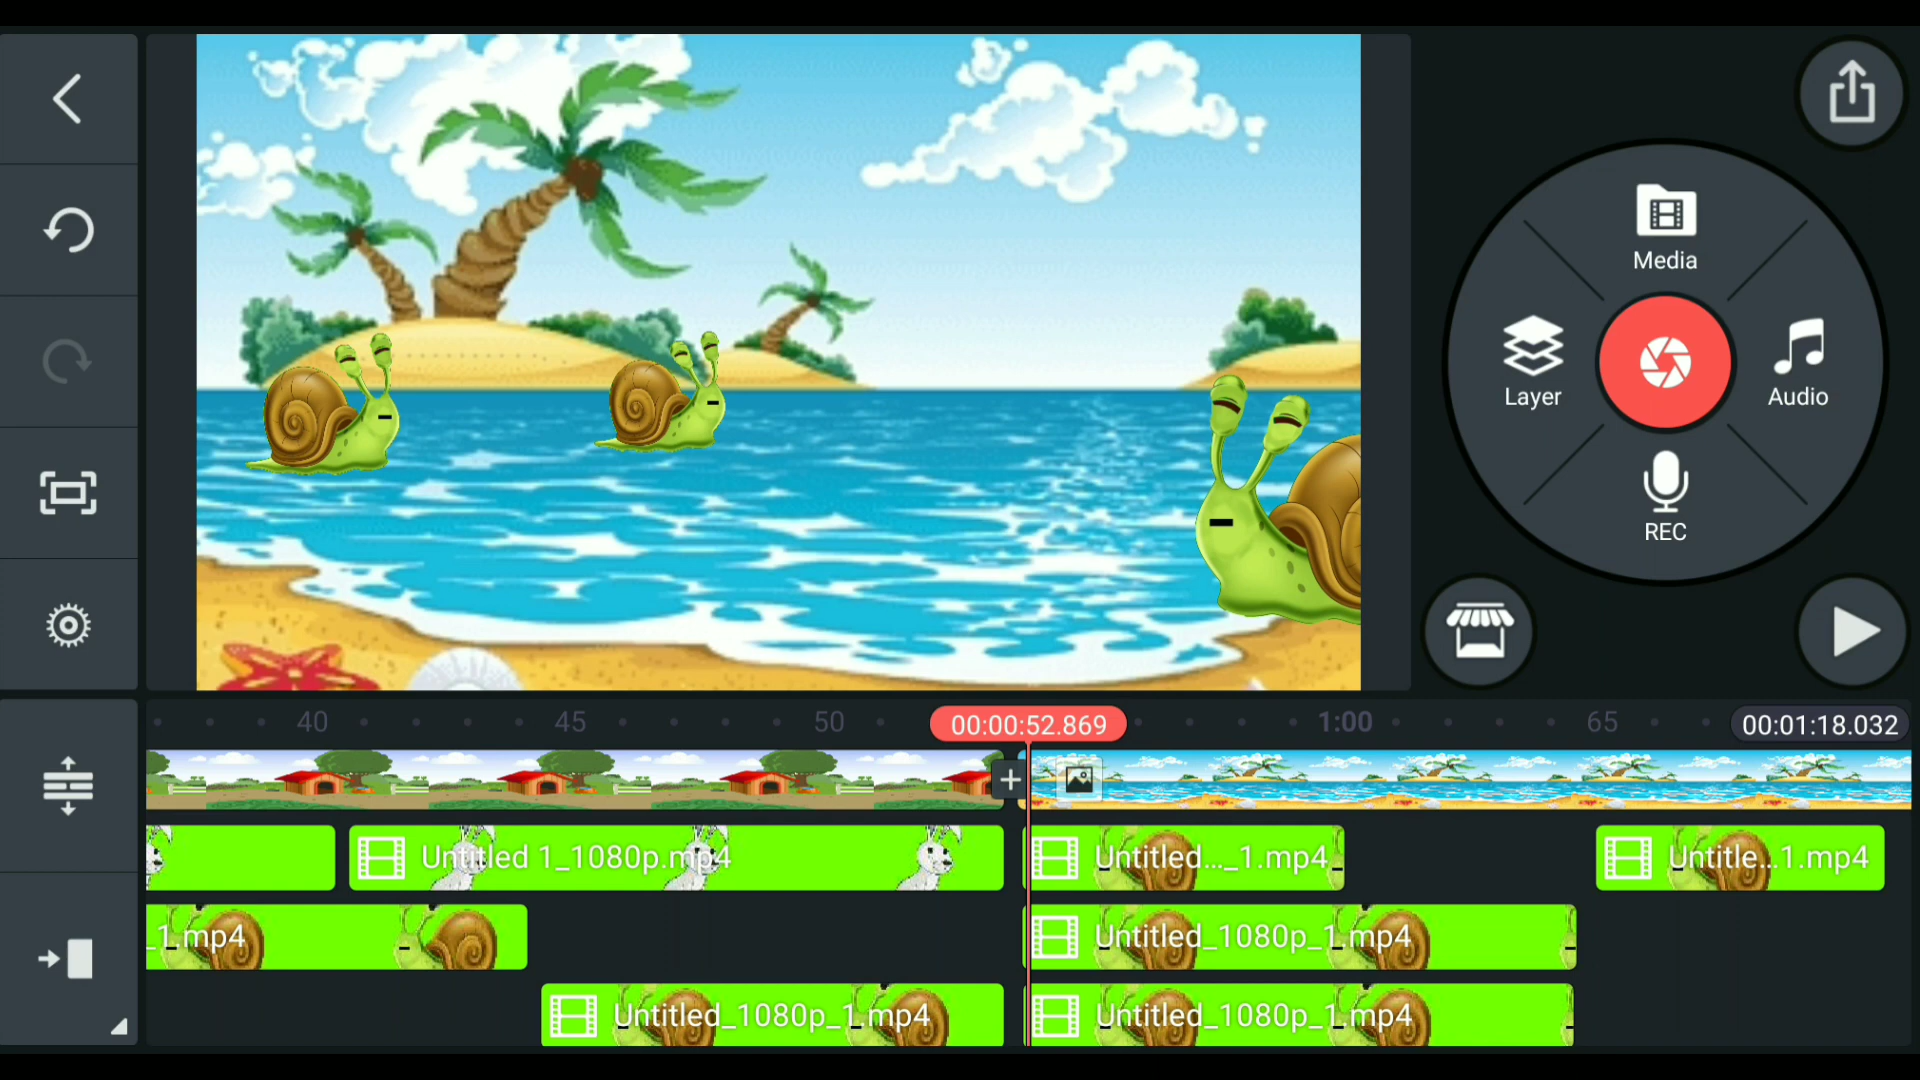 Media
Layer
Audio
REC
40
45
50
00:00:52.869
1:00
65
00:01:18.032
Untitled 1_1080p.mp4
Untitled..._1.mp4
Untitle...1.mp4
_1.mp4
Untitled_1080p_1.mp4
Untitled_1080p_1.mp4
Untitled_1080p_1.mp4